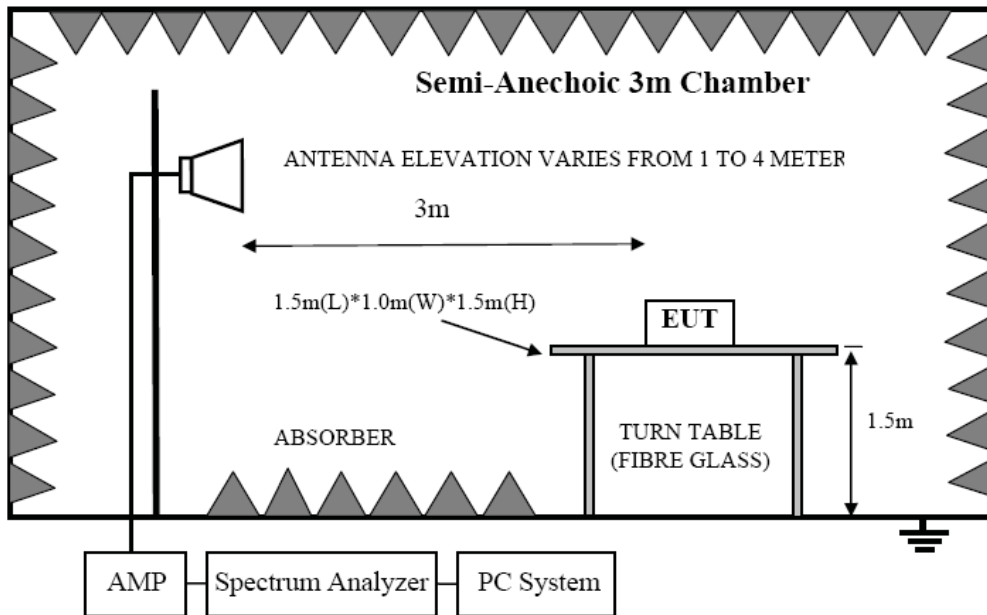 Semi-Anechoic 3m Chamber
ANTENNA ELEVATION VARIES FROM 1 TO 4 METER
3m
1.5m(L)*1.0m(W)*1.5m(H)
EUT
1.5m
ABSORBER
TURN TABLE
(FIBRE GLASS)
AMP
Spectrum Analyzer
PC System